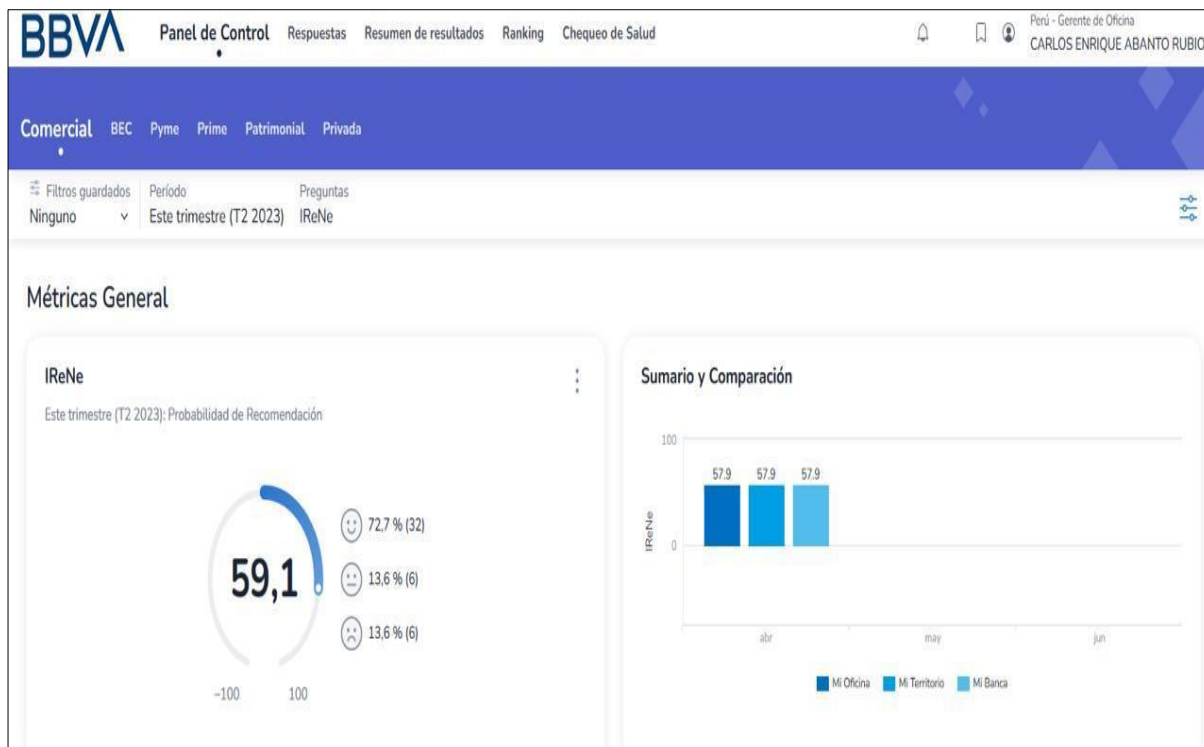 BBVA
Panel de Control Respuestas Resumen de resultados Ranking Chequeo de Salud
Perú - Gerente de Oficina
CARLOS ENRIQUE ABANTO RUBIO
Comercial BEC Pyme Prime Patrimonial Privada
Filtros guardados Período Preguntas
Ninguno Este trimestre (T2 2023) IReNe
Métricas General
IReNe
Este trimestre (T2 2023): Probabilidad de Recomendación
59,1
72,7 % (32)
13,6 % (6)
13,6 % (6)
-100 100
Sumario y Comparación
100
57.9 57.9 57.9
IReNe
0
abr may jun
Mi Oficina Mi Territorio Mi Banca